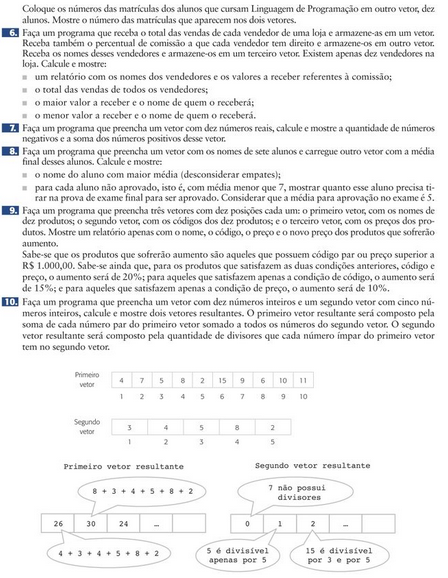 Coloque os números das matrículas dos alunos que cursam Linguagem de Programação em outro vetor, dez
alunos. Mostre o número das matrículas que aparecem nos dois vetores.
6. Faça um programa que receba o total das vendas de cada vendedor de uma loja e armazene-as em um vetor.
Receba também o percentual de comissão a que cada vendedor tem direito e armazene-os em outro vetor.
Receba os nomes desses vendedores e armazene-os em um terceiro vetor. Existem apenas dez vendedores na
loja. Calcule e mostre:
■ um relatório com os nomes dos vendedores e os valores a receber referentes à comissão;
■ o total das vendas de todos os vendedores;
■ o maior valor a receber e o nome de quem o receberá;
■ o menor valor a receber e o nome de quem o receberá.
7. Faça um programa que preencha um vetor com dez números reais, calcule e mostre a quantidade de números
negativos e a soma dos números positivos desse vetor.
8. Faça um programa que preencha um vetor com os nomes de sete alunos e carregue outro vetor com a média
final desses alunos. Calcule e mostre:
■ o nome do aluno com maior média (desconsiderar empates);
■ para cada aluno não aprovado, isto é, com média menor que 7, mostrar quanto esse aluno precisa ti-
rar na prova de exame final para ser aprovado. Considerar que a média para aprovação no exame é 5.
9. Faça um programa que preencha três vetores com dez posições cada um: o primeiro vetor, com os nomes de
dez produtos; o segundo vetor, com os códigos dos dez produtos; e o terceiro vetor, com os preços dos pro-
dutos. Mostre um relatório apenas com o nome, o código, o preço e o novo preço dos produtos que sofrerão
aumento.
Sabe-se que os produtos que sofrerão aumento são aqueles que possuem código par ou preço superior a
R$ 1.000,00. Sabe-se ainda que, para os produtos que satisfazem as duas condições anteriores, código e
preço, o aumento será de 20%; para aqueles que satisfazem apenas a condição de código, o aumento será
de 15%; e para aqueles que satisfazem apenas a condição de preço, o aumento será de 10%.
10. Faça um programa que preencha um vetor com dez números inteiros e um segundo vetor com cinco nú-
meros inteiros, calcule e mostre dois vetores resultantes. O primeiro vetor resultante será composto pela
soma de cada número par do primeiro vetor somado a todos os números do segundo vetor. O segundo
vetor resultante será composto pela quantidade de divisores que cada número ímpar do primeiro vetor
tem no segundo vetor.
Primeiro
vetor
4 7 5 8 2 15 9 6 10 11
1 2 3 4 5 6 7 8 9 10
Segundo
vetor
3 4 5 8 2
1 2 3 4 5
Primeiro vetor resultante
8 + 3 + 4 + 5 + 8 + 2
26 30 24 ...
4 + 3 + 4 + 5 + 8 + 2
Segundo vetor resultante
7 não possui
divisores
0 1 2 ...
5 é divisível
apenas por 5
15 é divisível
por 3 e por 5